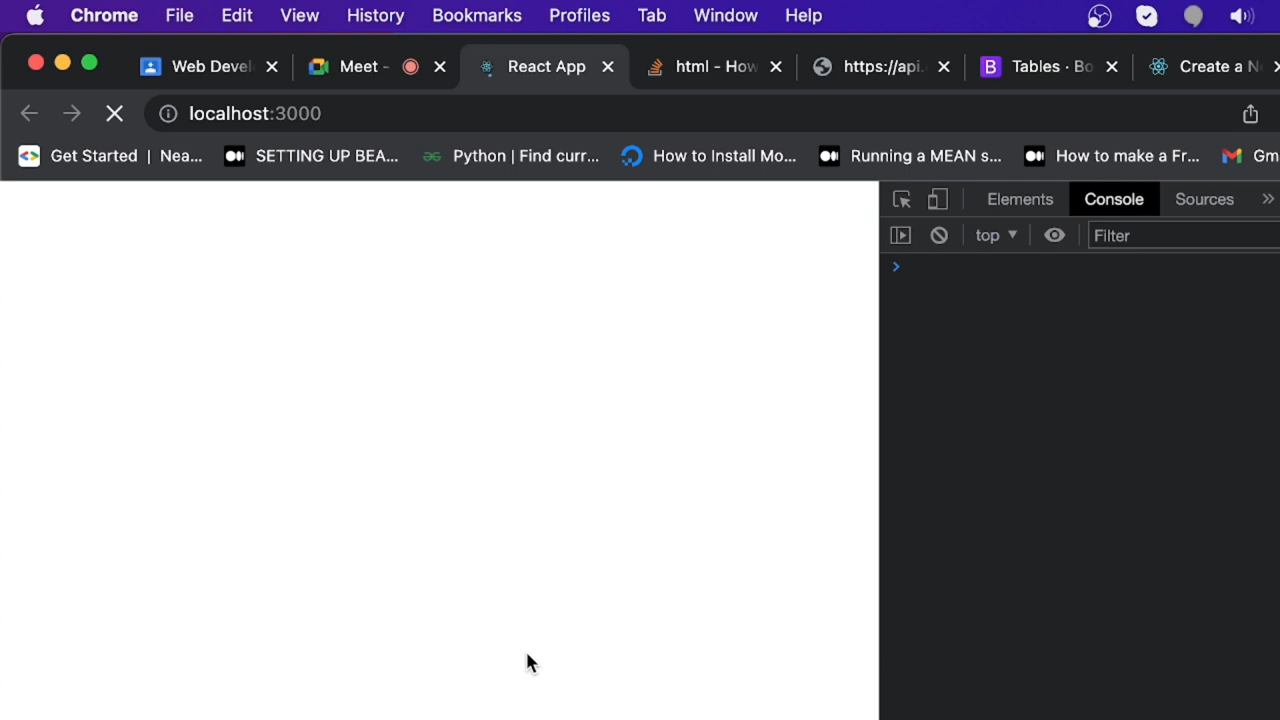 Chrome File Edit View History Bookmarks Profiles Tab Window Help
Web Devel Meet - React App html - How https://api. B Tables · Bo Create a N
localhost:3000
Get Started | Nea... SETTING UP BEA... Python | Find curr... How to Install Mo... Running a MEAN s... How to make a Fr... Gm
Elements Console Sources »
top Filter